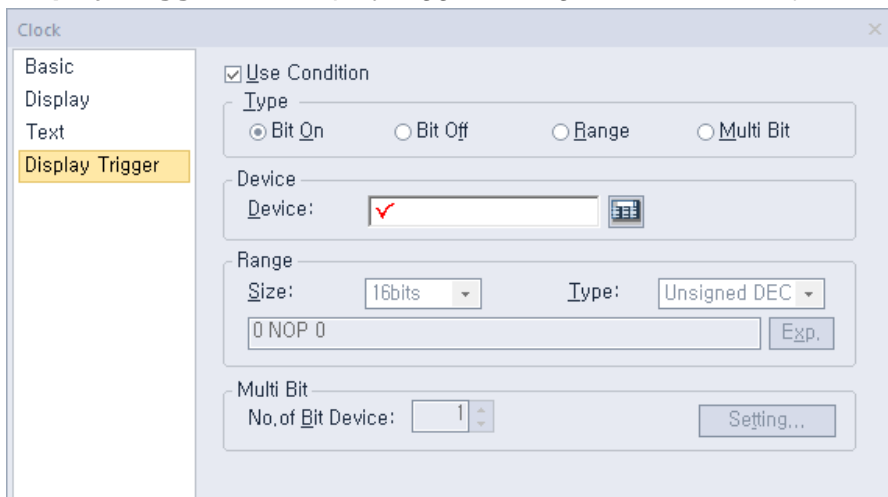 Clock
Basic
Display
Text
Display Trigger
Use Condition
Type
Bit On
Bit Off
Range
Multi Bit
Device
Device:
Range
Size:
16bits
Type:
Unsigned DEC
0 NOP 0
Exp.
Multi Bit
No.of Bit Device:
1
Setting...